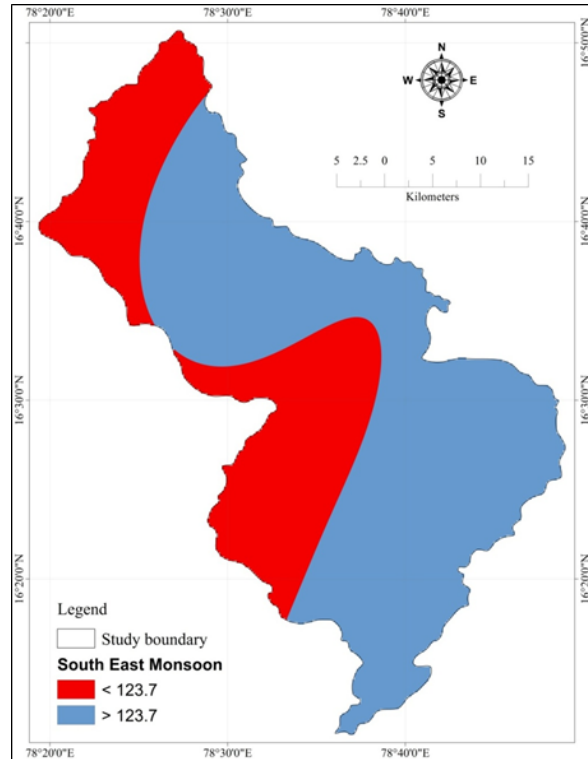 78°20'0"E 78°30'0"E 78°40'0"E
16°50'0"N
N
W E
S
5 2.5 0 5 10 15
Kilometers
16°40'0"N 16°40'0"N
16°30'0"N 16°30'0"N
16°20'0"N 16°20'0"N
Legend
Study boundary
South East Monsoon
< 123.7
> 123.7
78°20'0"E 78°30'0"E 78°40'0"E